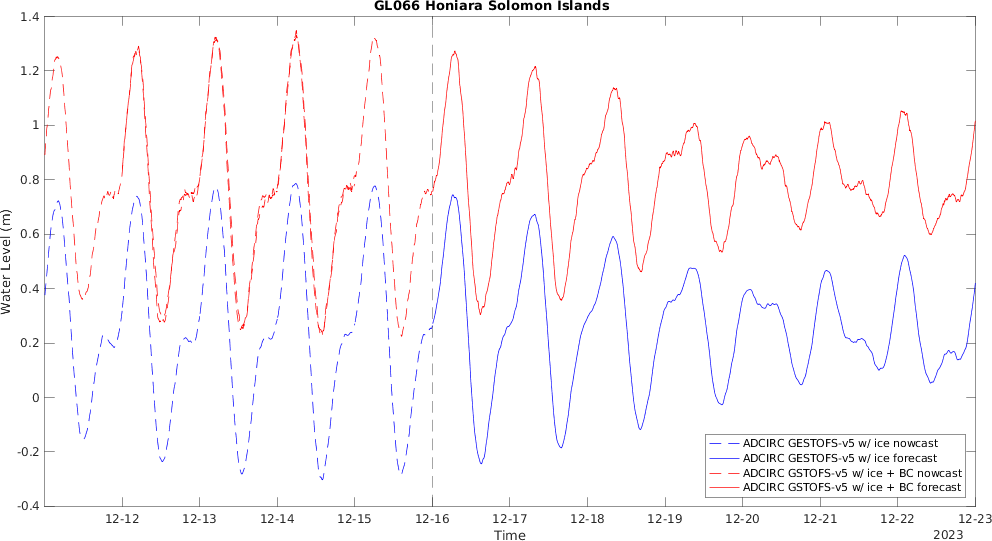 GL066 Honiara Solomon Islands
1.4
1.2
1
0.8
0.6
0.4
0.2
0
-0.2
-0.4
Water Level (m)
ADCIRC GESTOFS-v5 w/ ice nowcast
ADCIRC GESTOFS-v5 w/ ice forecast
ADCIRC GSTOFS-v5 w/ ice + BC nowcast
ADCIRC GSTOFS-v5 w/ ice + BC forecast
12-12 12-13 12-14 12-15 12-16 12-17 12-18 12-19 12-20 12-21 12-22 12-23
Time
2023